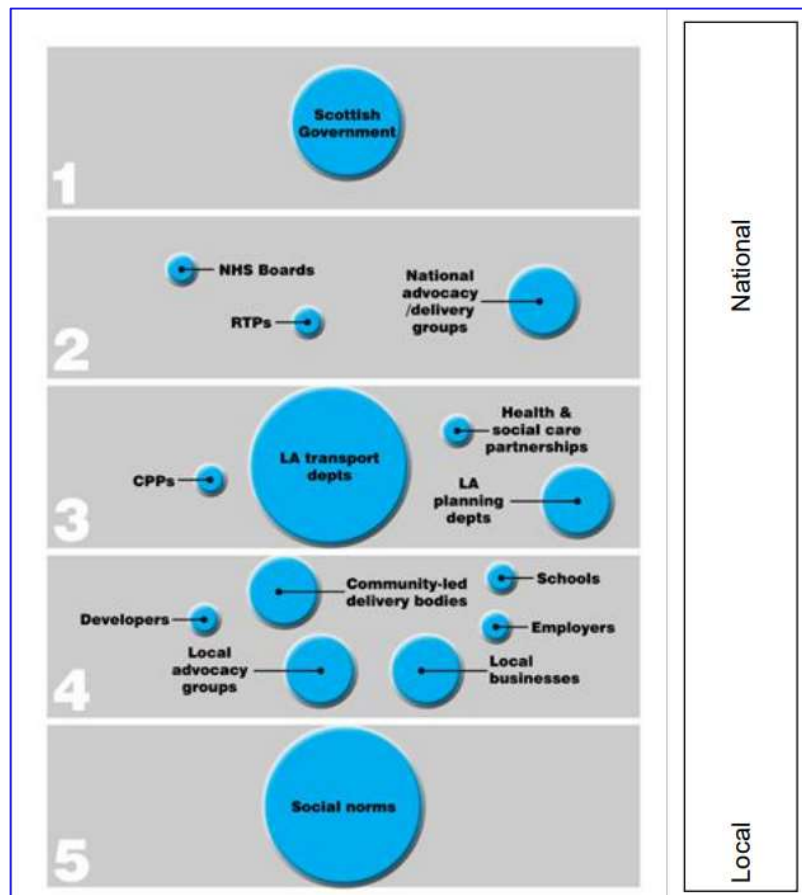 Scottish
Government
1
NHS Boards
RTPs
National
advocacy
/delivery
groups
2
CPPs
LA transport
depts
Health &
social care
partnerships
LA
planning
depts
3
Community-led
delivery bodies
Schools
Developers
Employers
Local
advocacy
groups
Local
businesses
4
Social norms
5
National
Local